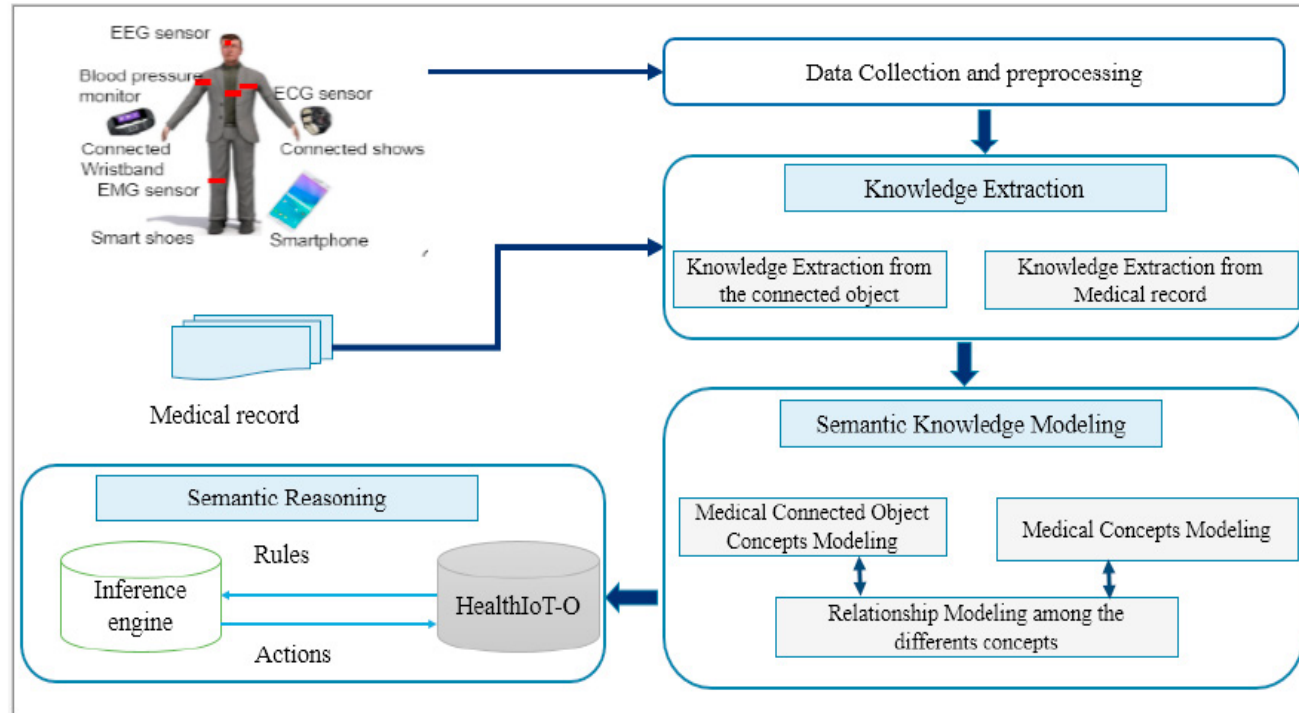 EEG sensor
Blood pressure
monitor
ECG sensor
Connected
Wristband
Connected shows
EMG sensor
Smart shoes
Smartphone
Medical record
Data Collection and preprocessing
Knowledge Extraction
Knowledge Extraction from
the connected object
Knowledge Extraction from
Medical record
Semantic Knowledge Modeling
Medical Connected Object
Concepts Modeling
Medical Concepts Modeling
Relationship Modeling among the
differents concepts
Semantic Reasoning
Rules
Inference
engine
HealthIoT-O
Actions